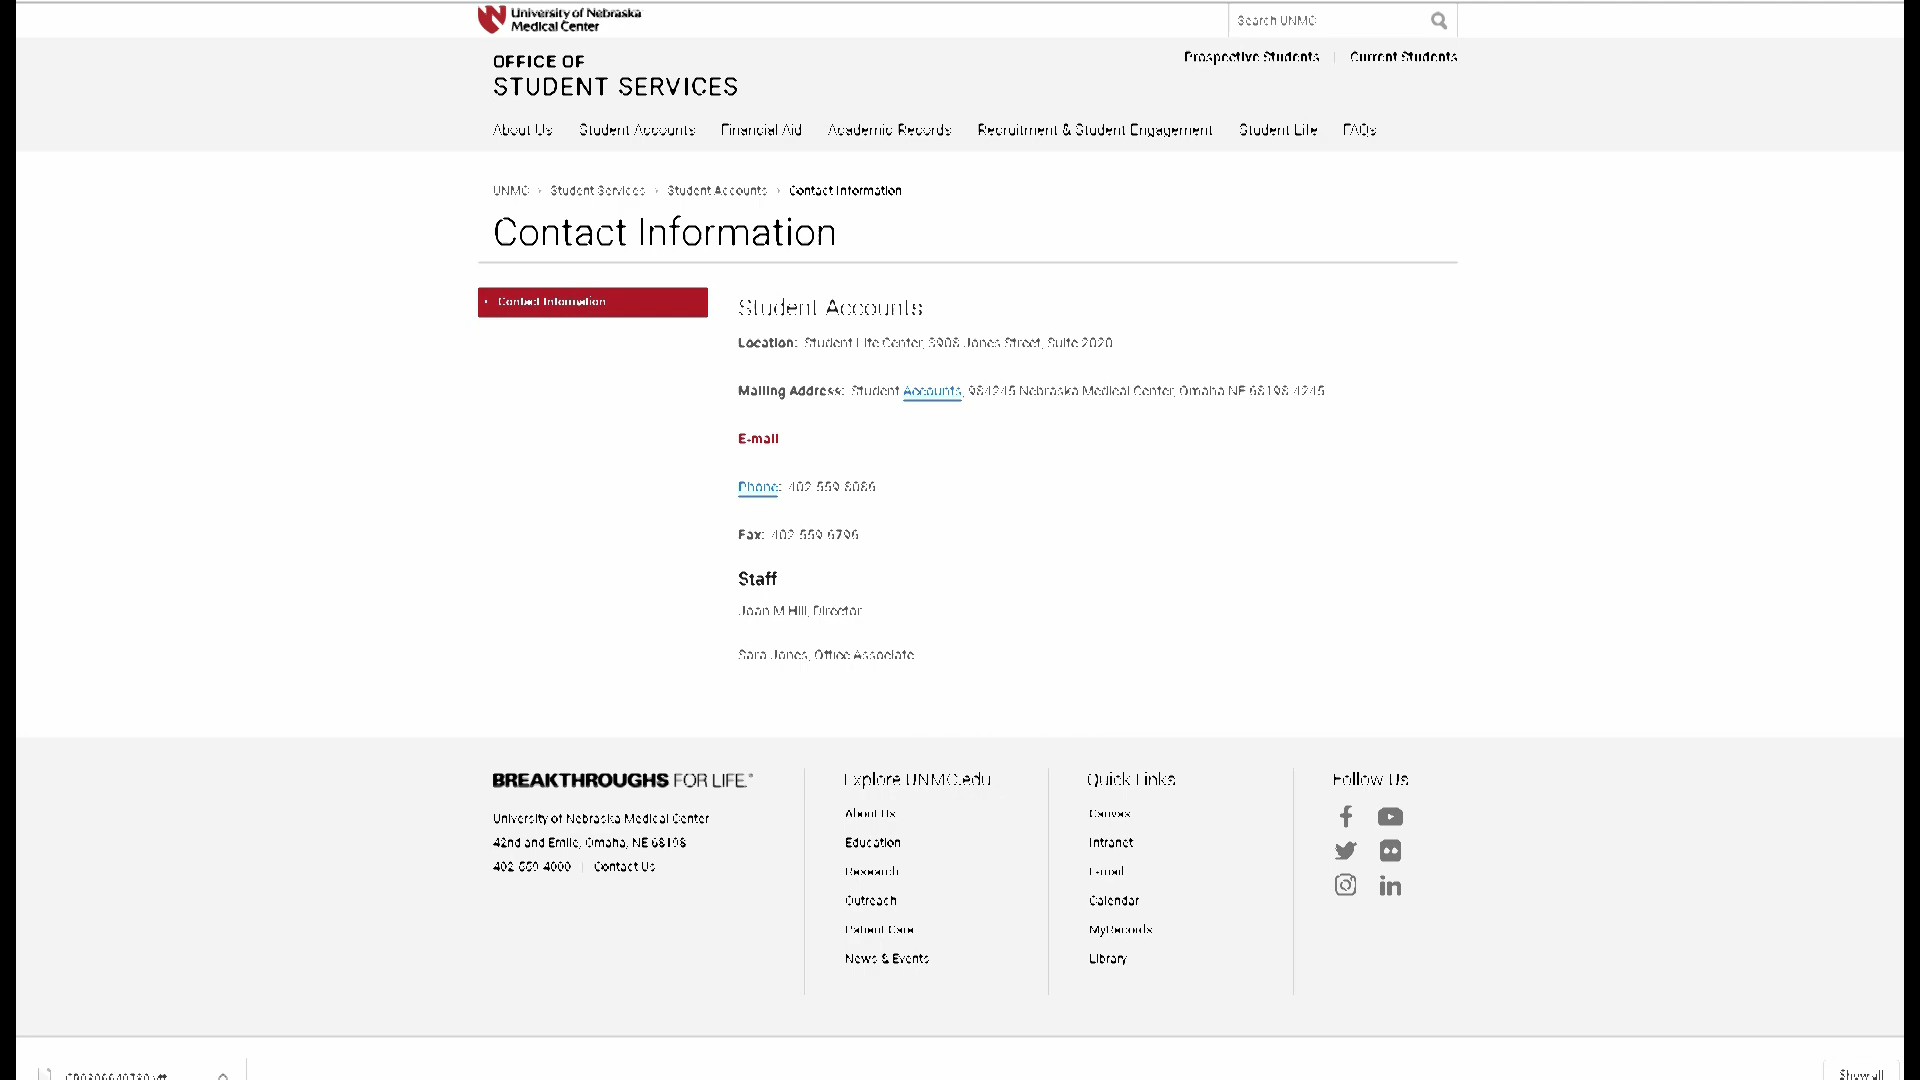 University of Nebraska
Medical Center
Search UNMC
OFFICE OF
STUDENT SERVICES
Prospective Students
Current Students
About Us
Student Accounts
Financial Aid
Academic Records
Recruitment & Student Engagement
Student Life
FAQs
UNMC › Student Services › Student Accounts › Contact Information
Contact Information
Contact Information
Student Accounts
Location: Student Life Center, 3908 Jones Street, Suite 2020
Mailing Address: Student Accounts, 984245 Nebraska Medical Center, Omaha NE 68198-4245
E-mail
Phone: 402-559-8086
Fax: 402-559-6796
Staff
Joan M Hill, Director
Sara Jones, Office Associate
BREAKTHROUGHS FOR LIFE.®
University of Nebraska Medical Center
42nd and Emile, Omaha, NE 68198
402-559-4000 | Contact Us
Explore UNMC.edu
About Us
Education
Research
Outreach
Patient Care
News & Events
Quick Links
Canvas
Intranet
E-mail
Calendar
MyRecords
Library
Follow Us
Show all